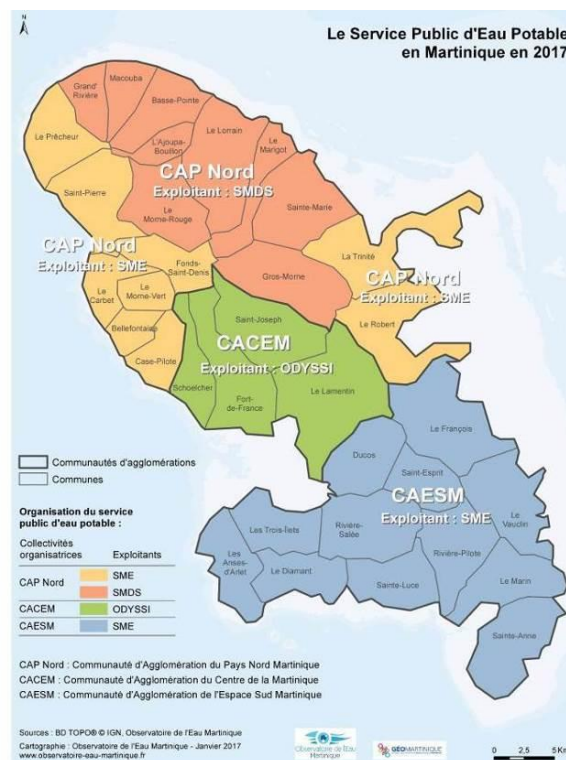 N
Le Service Public d'Eau Potable
en Martinique en 2017
Macouba
Grand'
Rivière
Basse-Pointe
Le Prêcheur
Le Lorrain
L'Ajoupa-
Bouillon
Le
Marigot
CAP Nord
Exploitant : SMDS
Saint-Pierre
Le
Morne-Rouge
Sainte-Marie
CAP Nord
Exploitant : SME
Fonds-
Saint-Denis
La Trinité
CAP Nord
Exploitant : SME
Gros-Morne
Le
Carbet
Le
Morne-Vert
Le Robert
Bellefontaine
Saint-Joseph
CACEM
Exploitant : ODYSSI
Case-Pilote
Schoelcher
Fort-
de-France
Le Lamentin
Le François
Ducos
Saint-Esprit
CAESM
Exploitant : SME
Le
Vauclin
Les Trois-Îlets
Rivière-
Salée
Rivière-Pilote
Les
Anses-
d'Arlet
Le Diamant
Sainte-Luce
Le Marin
Sainte-Anne
Communautés d'agglomérations
Communes
Organisation du service
public d'eau potable :
Collectivités
organisatrices
Exploitants
CAP Nord
SME
SMDS
CACEM
ODYSSI
CAESM
SME
CAP Nord : Communauté d'Agglomération du Pays Nord Martinique
CACEM : Communauté d'Agglomération du Centre de la Martinique
CAESM : Communauté d'Agglomération de l'Espace Sud Martinique
Sources : BD TOPO® © IGN, Observatoire de l'Eau Martinique
Cartographie : Observatoire de l'Eau Martinique - Janvier 2017
www.observatoire-eau-martinique.fr
Observatoire de l'Eau
Martinique
GÉOMARTINIQUE
0 2,5 5 Km